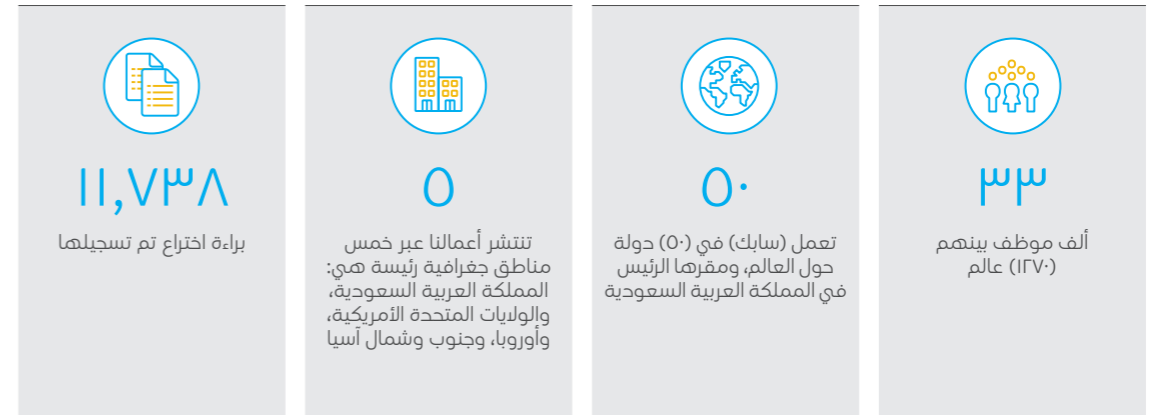 ٣٣
ألف موظف بينهم
(١٢٧٠) عالم
٥٠
تعمل (سابك) في (٥٠) دولة
حول العالم، ومقرها الرئيس
في المملكة العربية السعودية
٥
تنتشر أعمالنا عبر خمس
مناطق جغرافية رئيسة هي:
المملكة العربية السعودية،
والولايات المتحدة الأمريكية،
وأوروبا، وجنوب وشمال آسيا
١١,٧٣٨
براءة اختراع تم تسجيلها